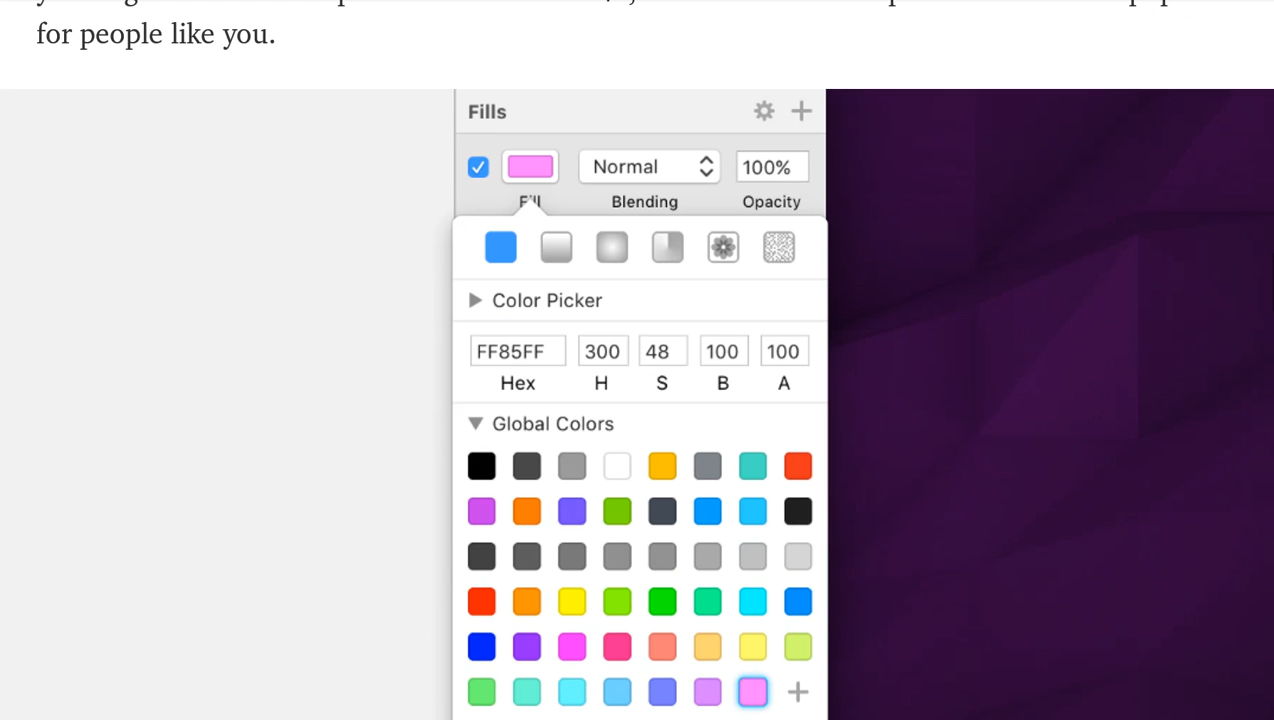 for people like you.
Fills
Normal 100%
Fill Blending Opacity
Color Picker
FF85FF 300 48 100 100
Hex H S B A
Global Colors